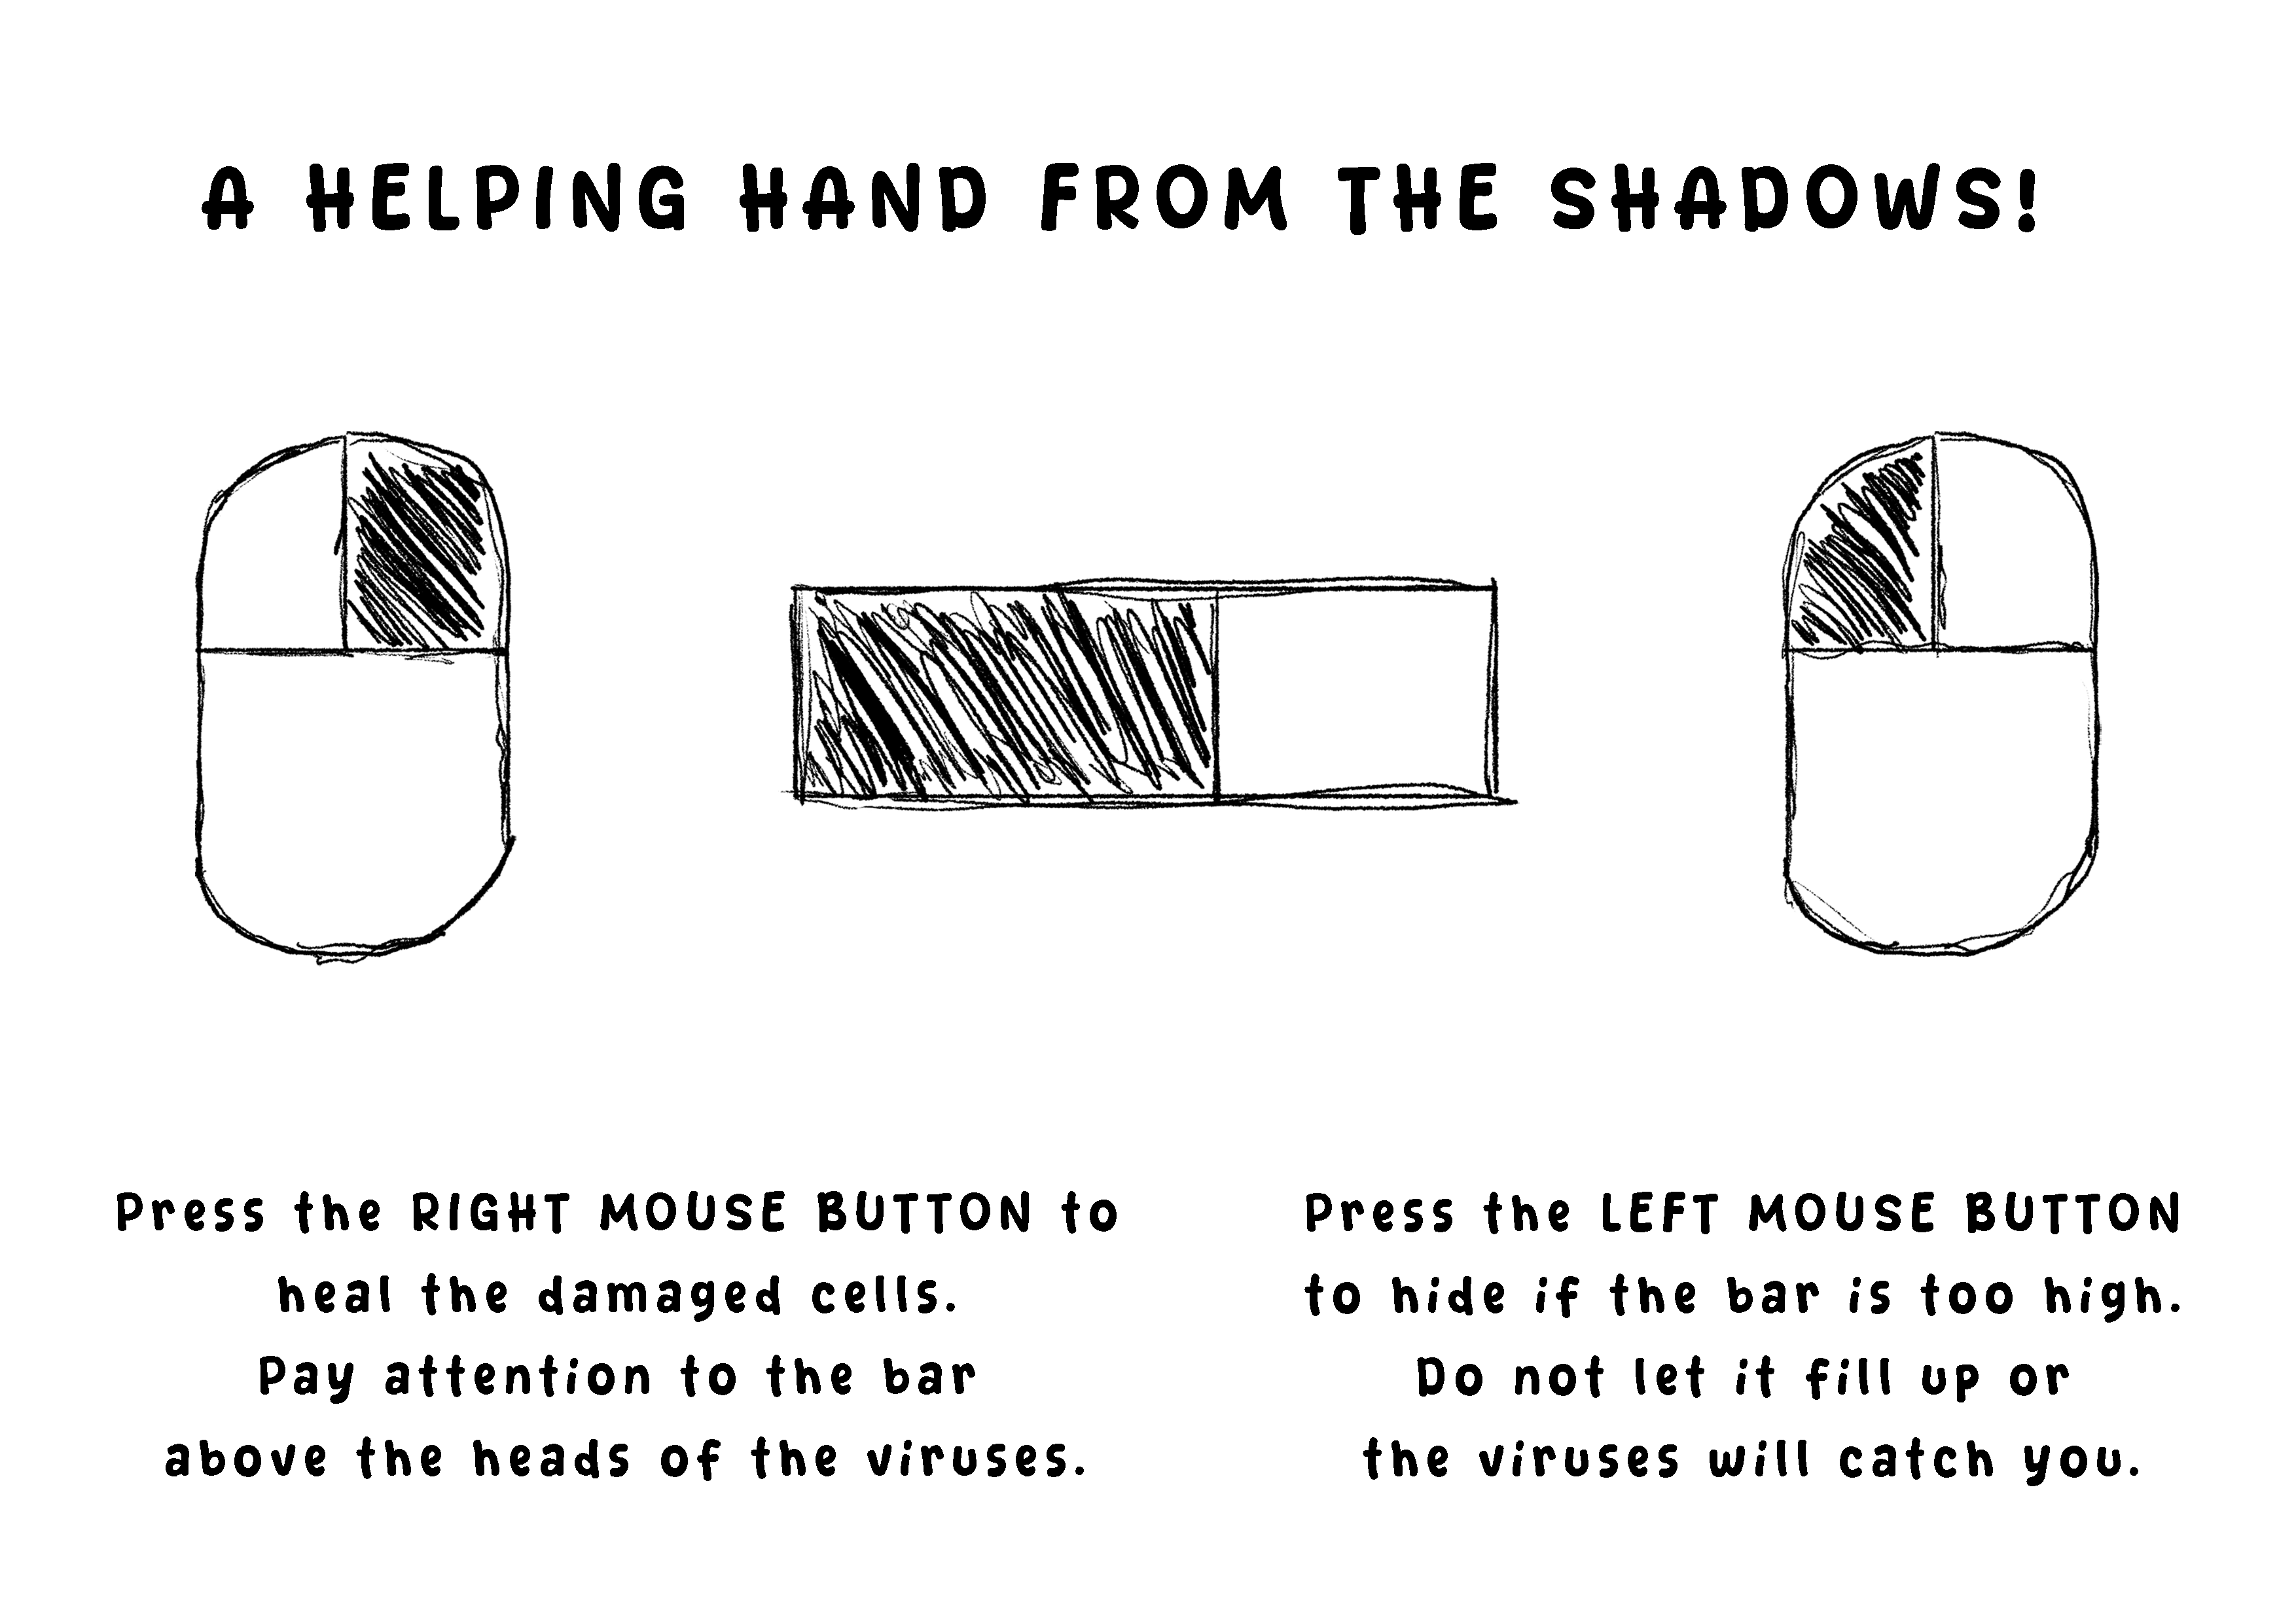 A HELPING HAND FROM THE SHADOWS!
Press the RIGHT MOUSE BUTTON to
heal the damaged cells.
Pay attention to the bar
above the heads of the viruses.
Press the LEFT MOUSE BUTTON
to hide if the bar is too high.
Do not let it fill up or
the viruses will catch you.